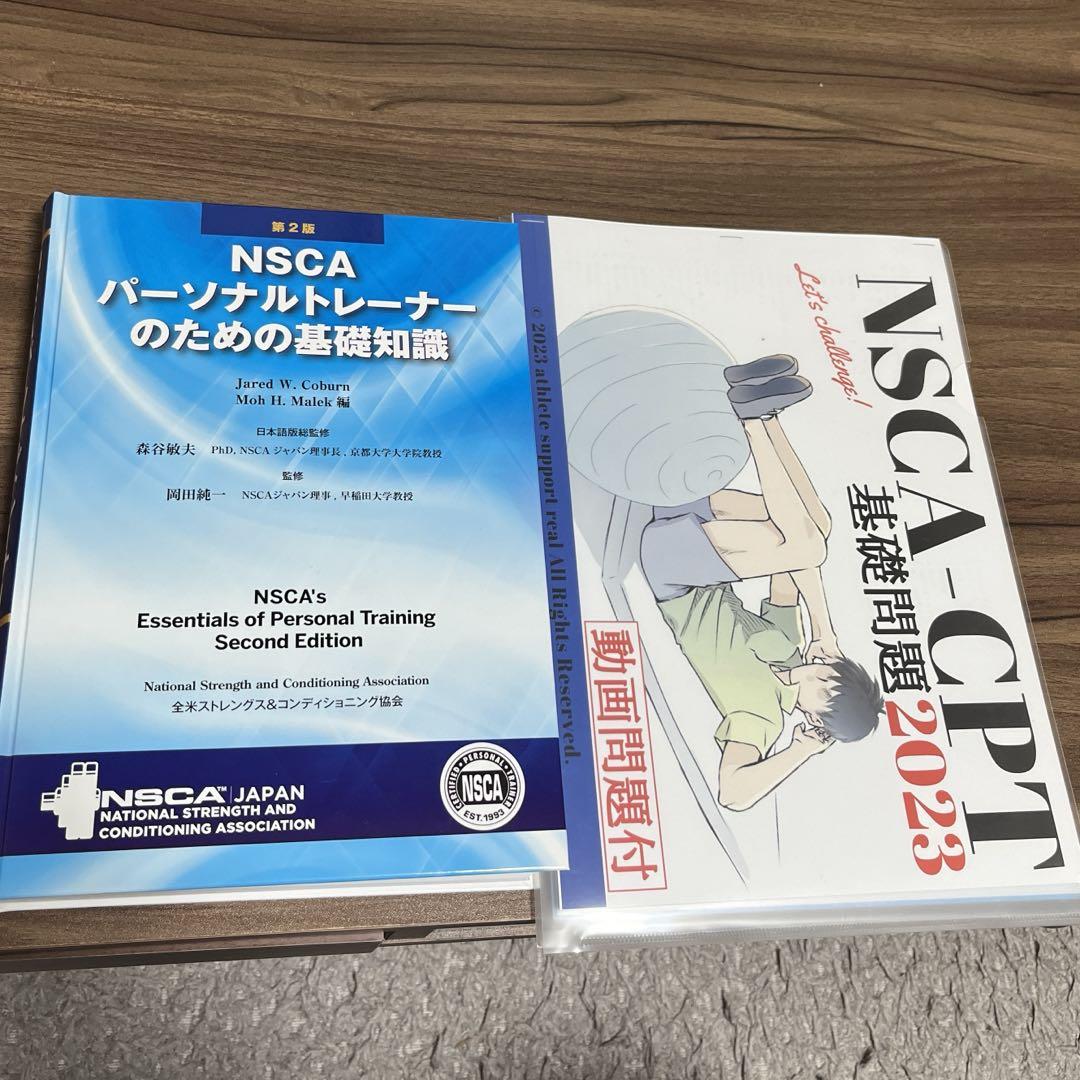 第2版
NSCA
パーソナルトレーナー
のための基礎知識
Jared W. Coburn
Moh H. Malek 編
日本語版総監修
森谷敏夫 PhD, NSCA ジャパン理事長, 京都大学大学院教授
監修
岡田純一 NSCAジャパン理事, 早稲田大学教授
NSCA's
Essentials of Personal Training
Second Edition
National Strength and Conditioning Association
全米ストレングス&コンディショニング協会
NSCA™ JAPAN
NATIONAL STRENGTH AND
CONDITIONING ASSOCIATION
CERTIFIED • PERSONAL • TRAINER
NSCA
EST. 1993
NSCA-CPT
Let's challenge!
基礎問題2023
動画問題付
© 2023 athlete support real All Rights Reserved.